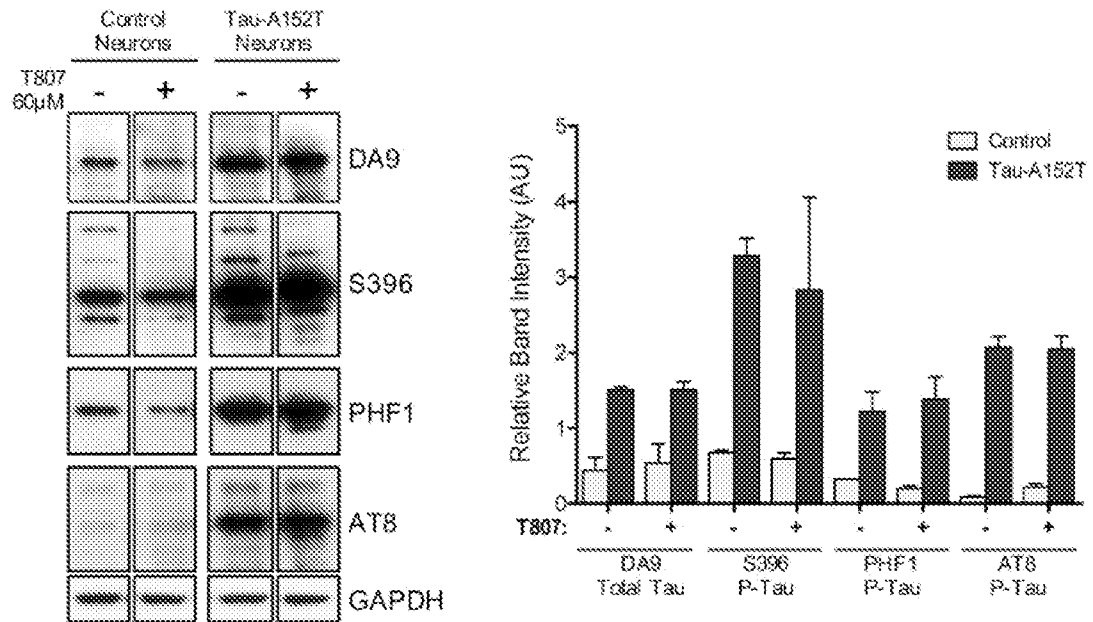 Control
Neurons
Tau-A152T
Neurons
T807
60µM
-
+
-
+
DA9
S396
PHF1
AT8
GAPDH
Relative Band Intensity (AU)
5
4
3
2
1
0
Control
Tau-A152T
T807:
-
+
-
+
-
+
-
+
DA9
Total Tau
S396
P-Tau
PHF1
P-Tau
AT8
P-Tau